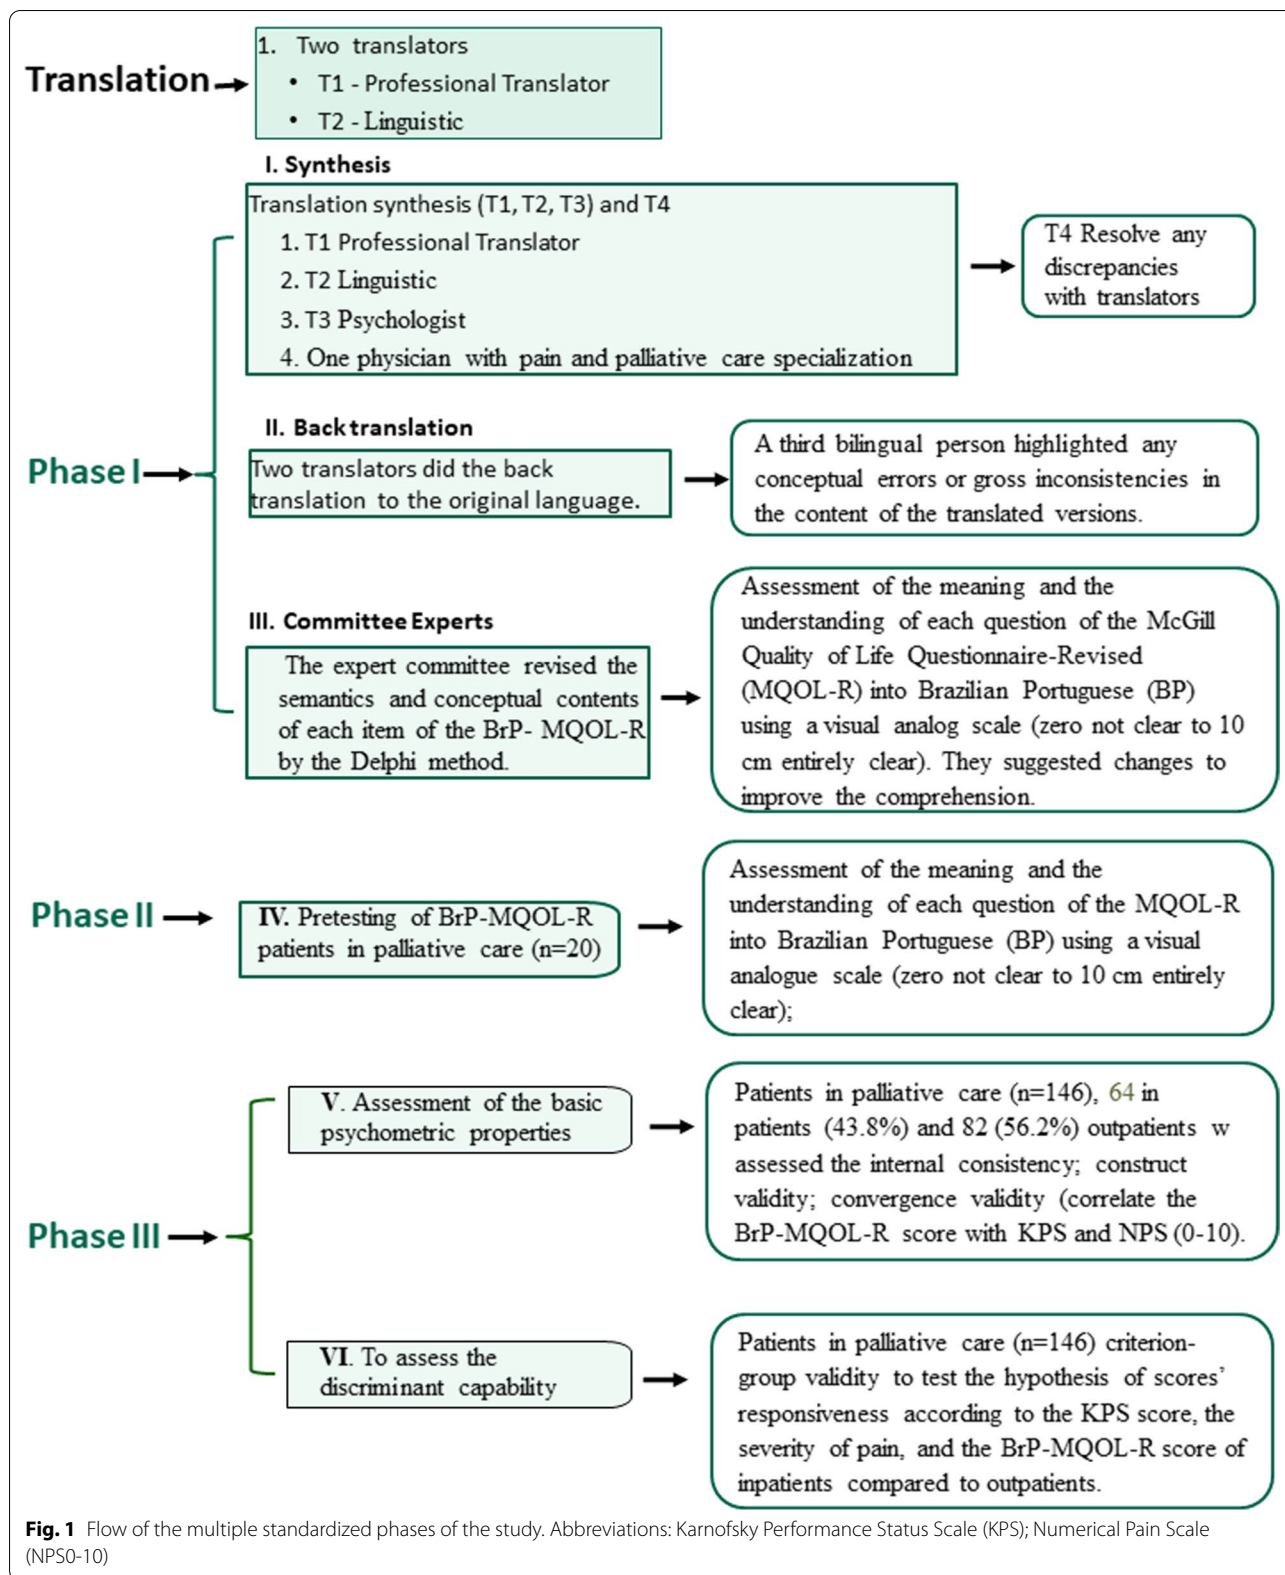 Translation
1. Two translators
• T1 - Professional Translator
• T2 - Linguistic
I. Synthesis
Translation synthesis (T1, T2, T3) and T4
1. T1 Professional Translator
2. T2 Linguistic
3. T3 Psychologist
4. One physician with pain and palliative care specialization
T4 Resolve any
discrepancies
with translators
Phase I
II. Back translation
Two translators did the back
translation to the original language.
A third bilingual person highlighted any
conceptual errors or gross inconsistencies in
the content of the translated versions.
III. Committee Experts
The expert committee revised the
semantics and conceptual contents
of each item of the BrP- MQOL-R
by the Delphi method.
Assessment of the meaning and the
understanding of each question of the McGill
Quality of Life Questionnaire-Revised
(MQOL-R) into Brazilian Portuguese (BP)
using a visual analog scale (zero not clear to 10
cm entirely clear). They suggested changes to
improve the comprehension.
Phase II
IV. Pretesting of BrP-MQOL-R
patients in palliative care (n=20)
Assessment of the meaning and the
understanding of each question of the MQOL-R
into Brazilian Portuguese (BP) using a visual
analogue scale (zero not clear to 10 cm entirely
clear);
Phase III
V. Assessment of the basic
psychometric properties
Patients in palliative care (n=146), 64 in
patients (43.8%) and 82 (56.2%) outpatients w
assessed the internal consistency; construct
validity; convergence validity (correlate the
BrP-MQOL-R score with KPS and NPS (0-10).
VI. To assess the
discriminant capability
Patients in palliative care (n=146) criterion-
group validity to test the hypothesis of scores’
responsiveness according to the KPS score, the
severity of pain, and the BrP-MQOL-R score of
inpatients compared to outpatients.
Fig. 1 Flow of the multiple standardized phases of the study. Abbreviations: Karnofsky Performance Status Scale (KPS); Numerical Pain Scale
(NPS0-10)